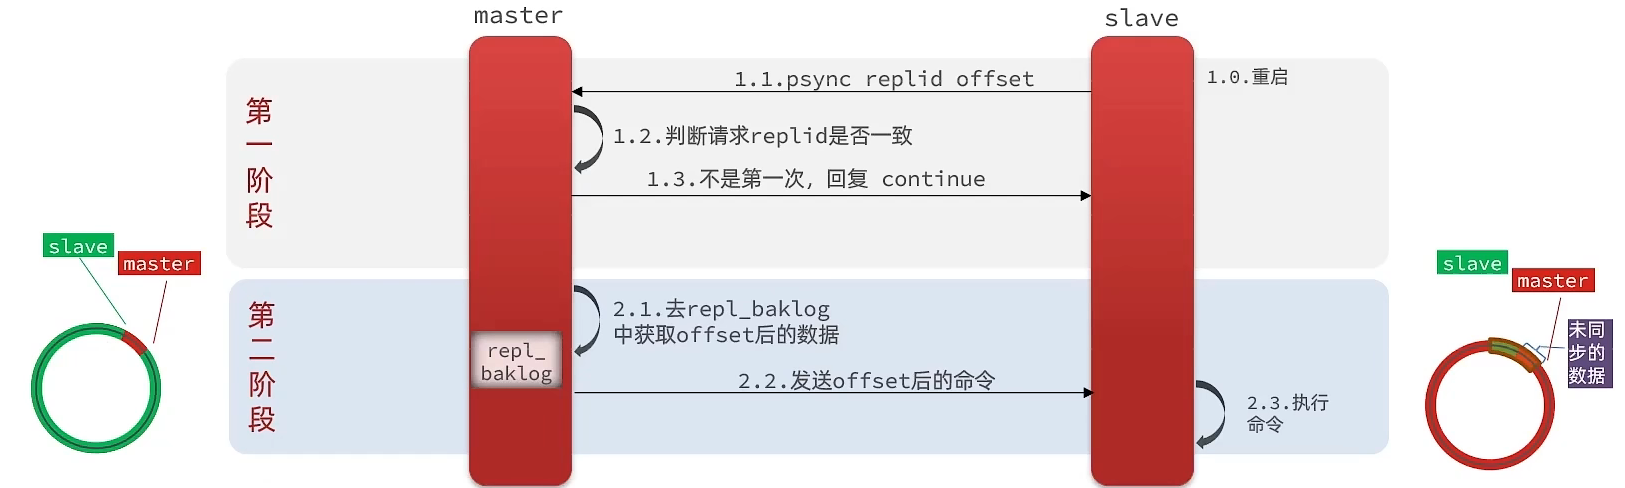 master
slave
第一阶段
1.0.重启
1.1.psync replid offset
1.2.判断请求replid是否一致
1.3.不是第一次，回复 continue
slave
master
第二阶段
2.1.去repl_baklog
中获取offset后的数据
repl_
baklog
2.2.发送offset后的命令
2.3.执行
命令
slave
master
未同
步的
数据